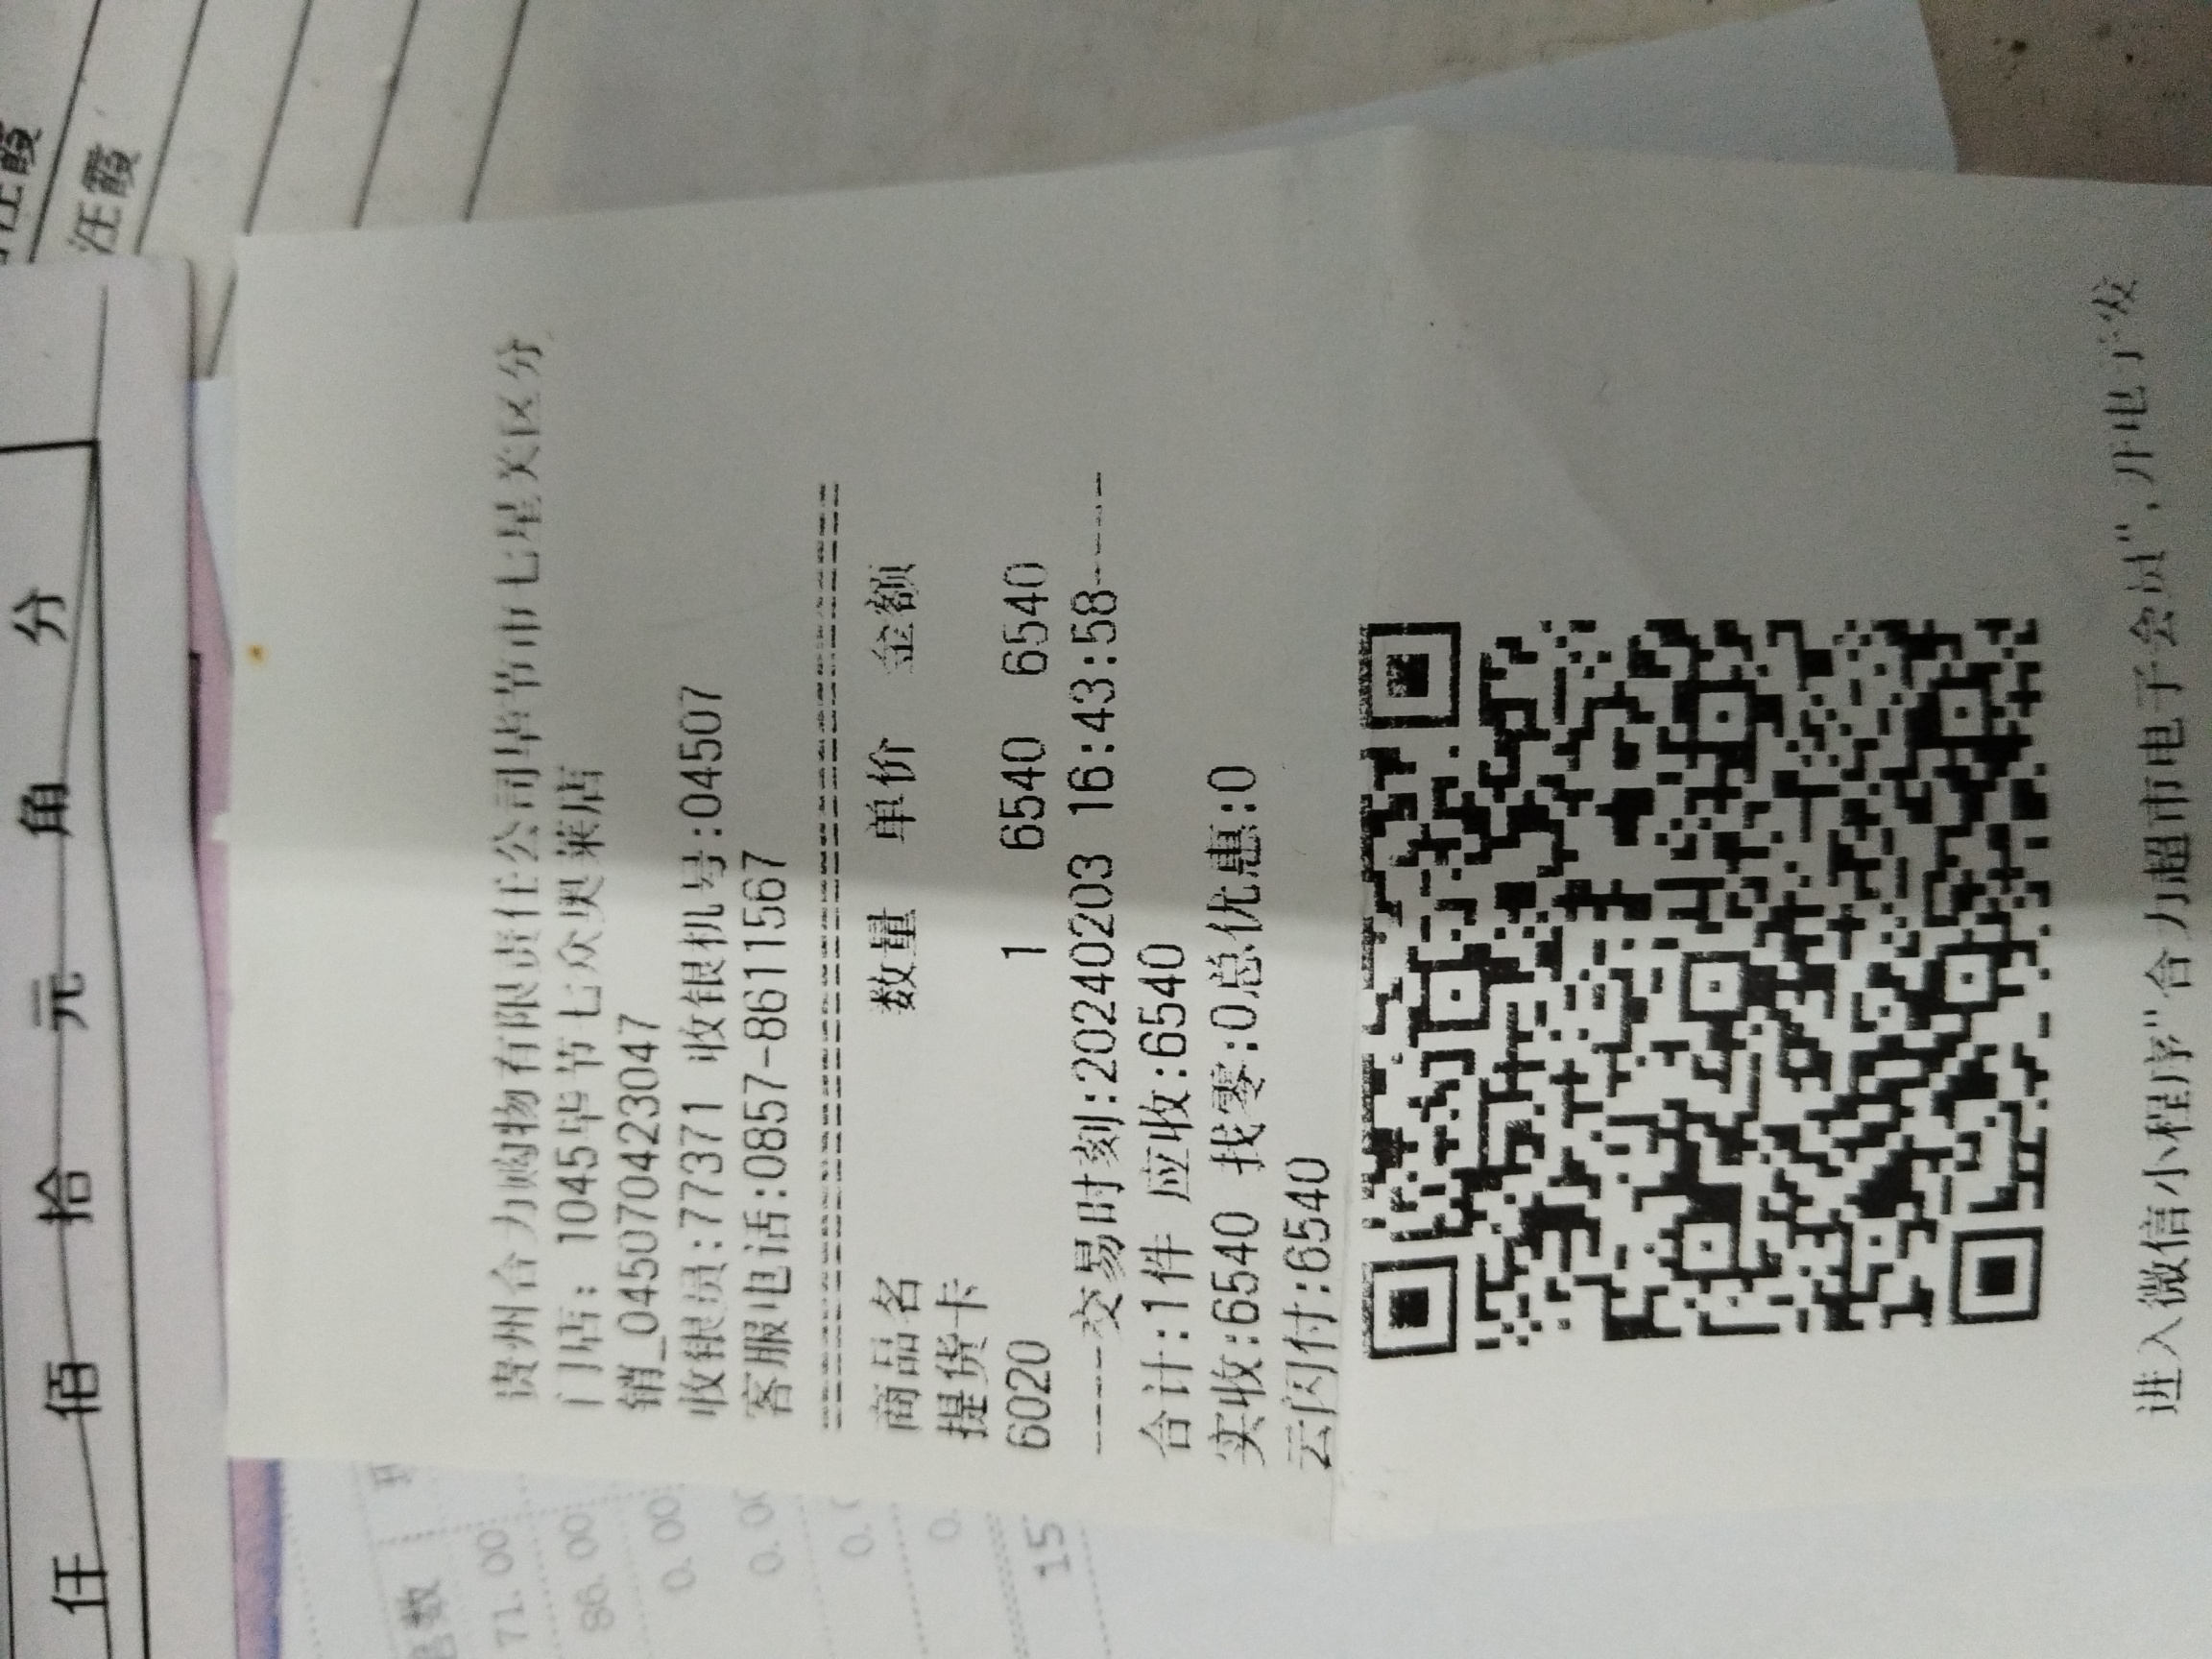 贵州合力购物有限责任公司毕节市七星关区分
门店: 1045毕节七众奥莱店
销_045070423047
收银员:77371 收银机号:04507
客服电话:0857-8611567
商品名 数量 单价 金额
提货卡
6020 1 6540 6540
-----交易时刻:20240203 16:43:58-----
合计:1件 应收:6540
实收:6540 找零:0总优惠:0
云闪付:6540
进入微信小程序"合力超市电子会员",开电子发
仟 佰 拾 元 角 分
汪霞
汪霞
71.00
86.00
0.00
15